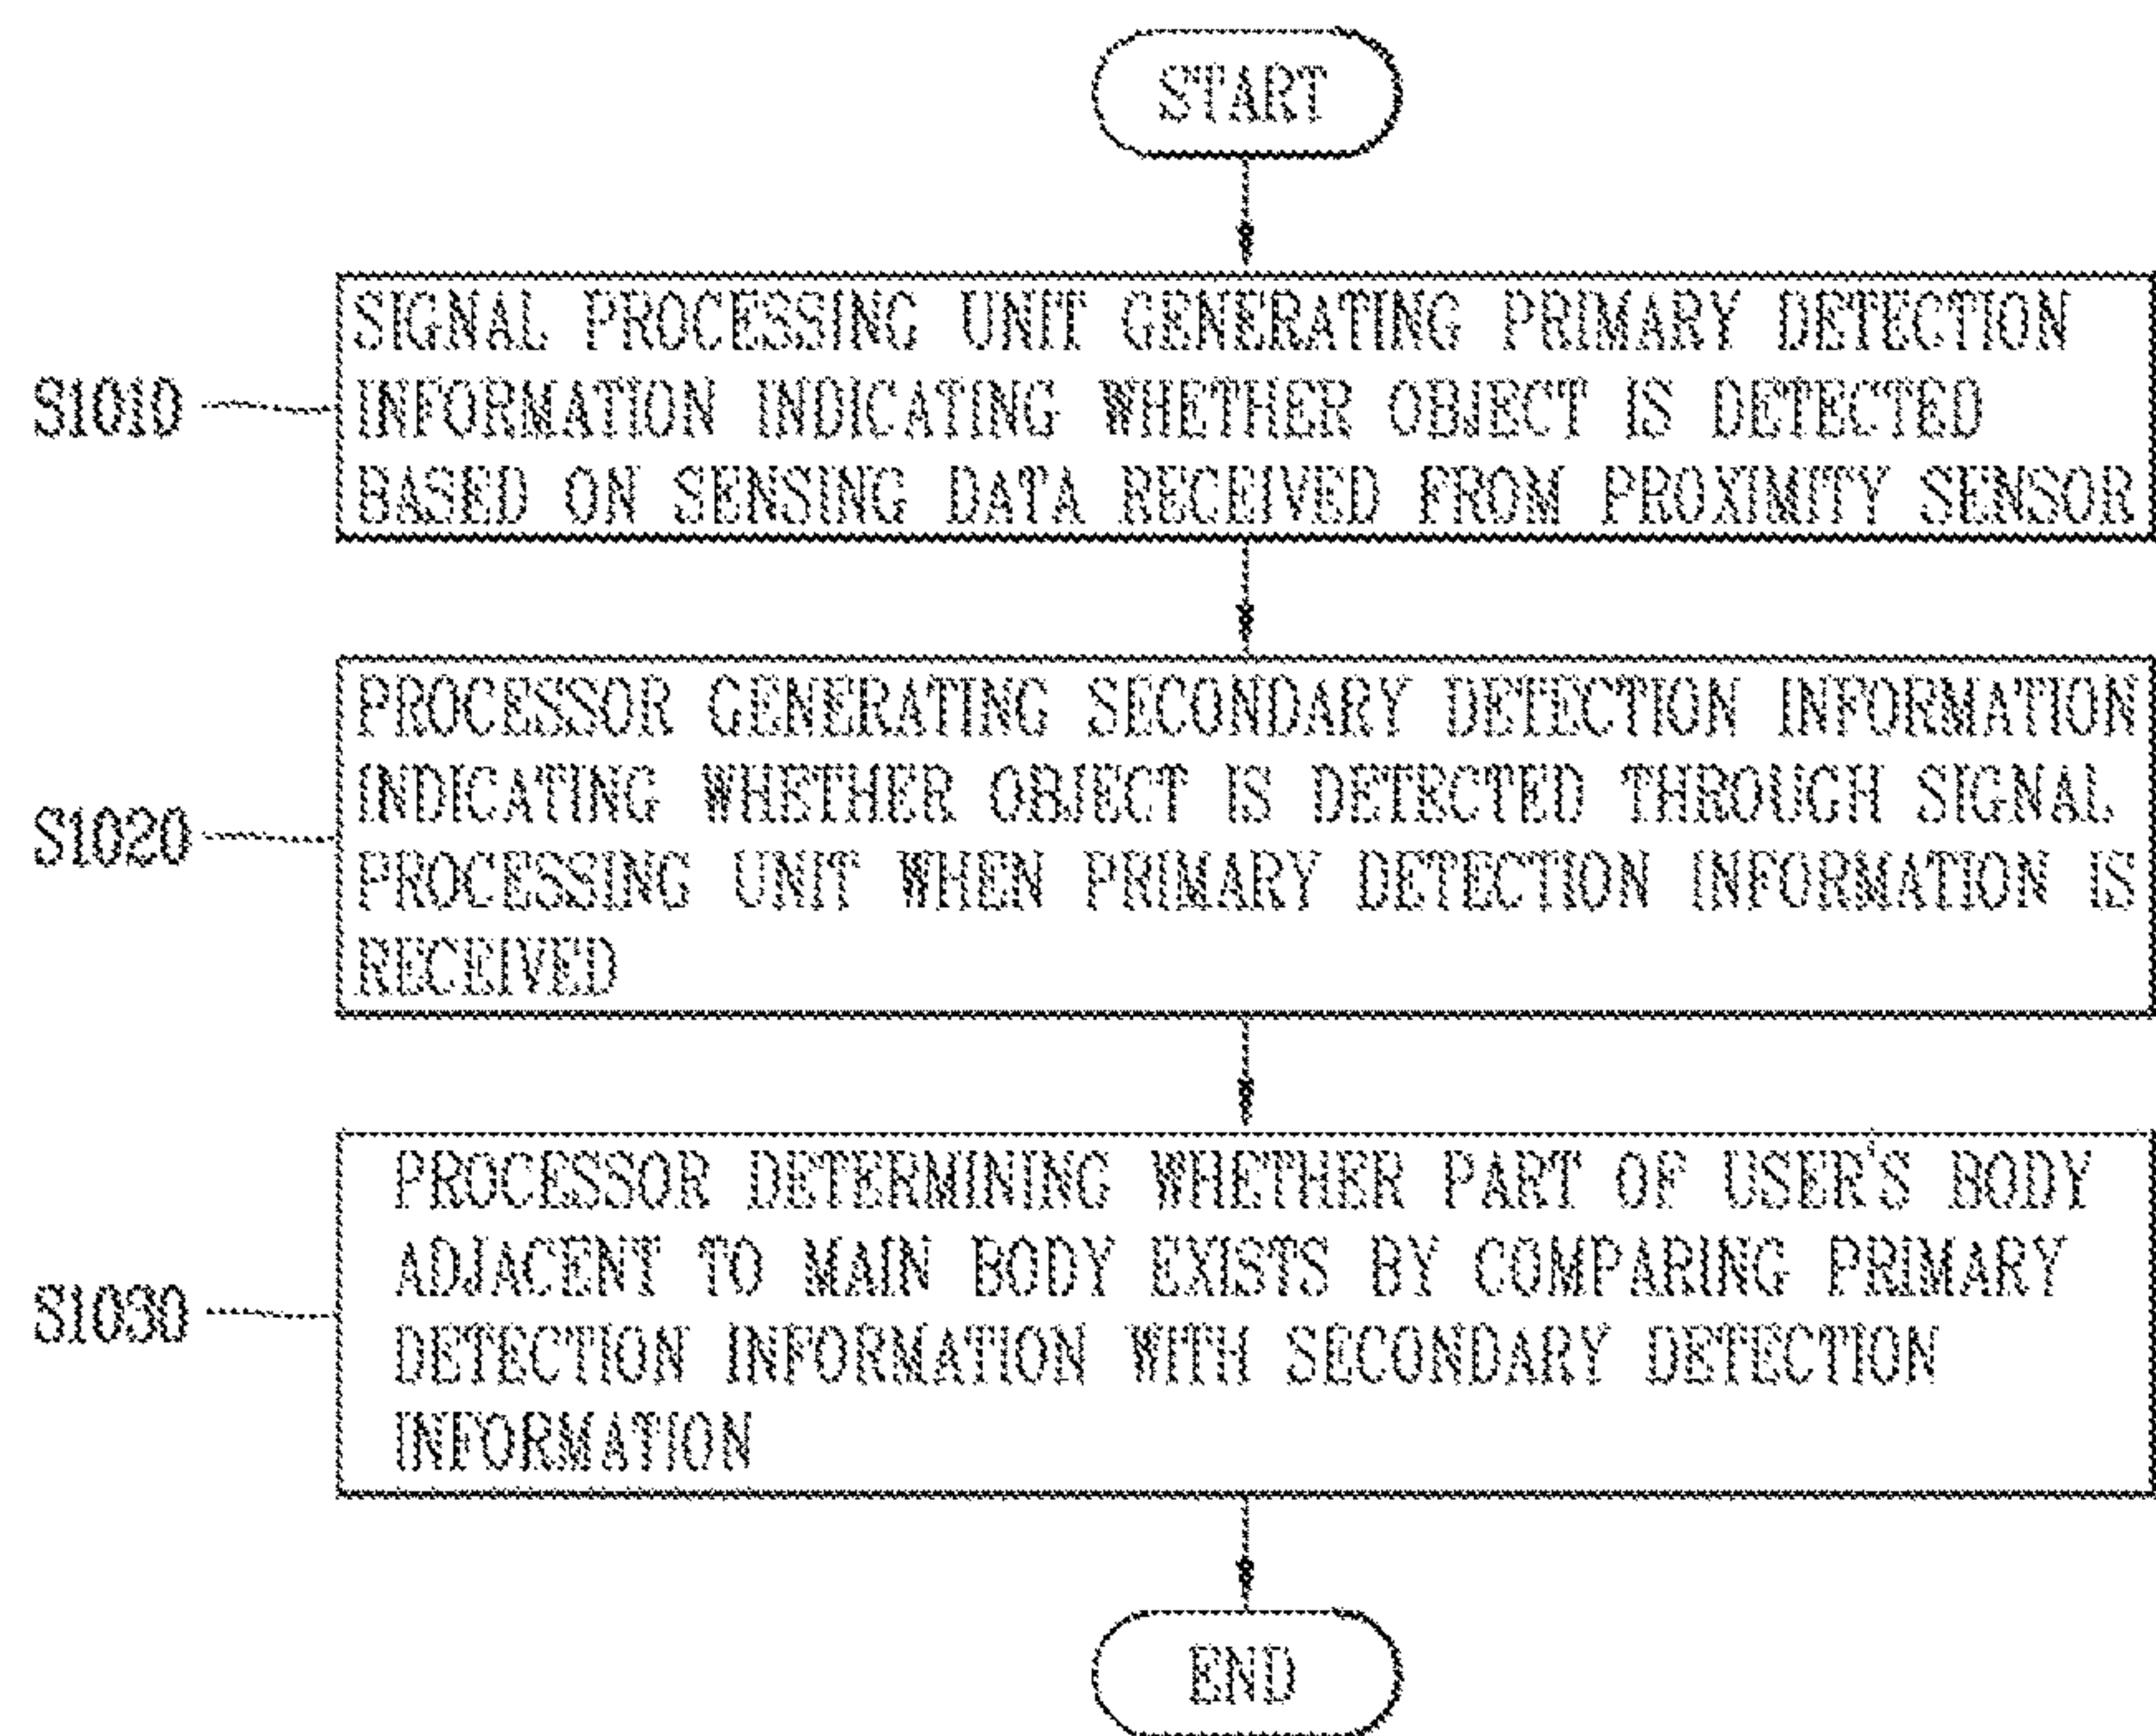 START
SIGNAL PROCESSING UNIT GENERATING PRIMARY DETECTION
INFORMATION INDICATING WHETHER OBJECT IS DETECTED
BASED ON SENSING DATA RECEIVED FROM PROXIMITY SENSOR
S1010
PROCESSOR GENERATING SECONDARY DETECTION INFORMATION
INDICATING WHETHER OBJECT IS DETECTED THROUGH SIGNAL
PROCESSING UNIT WHEN PRIMARY DETECTION INFORMATION IS
RECEIVED
S1020
PROCESSOR DETERMINING WHETHER PART OF USER'S BODY
ADJACENT TO MAIN BODY EXISTS BY COMPARING PRIMARY
DETECTION INFORMATION WITH SECONDARY DETECTION
INFORMATION
S1030
END